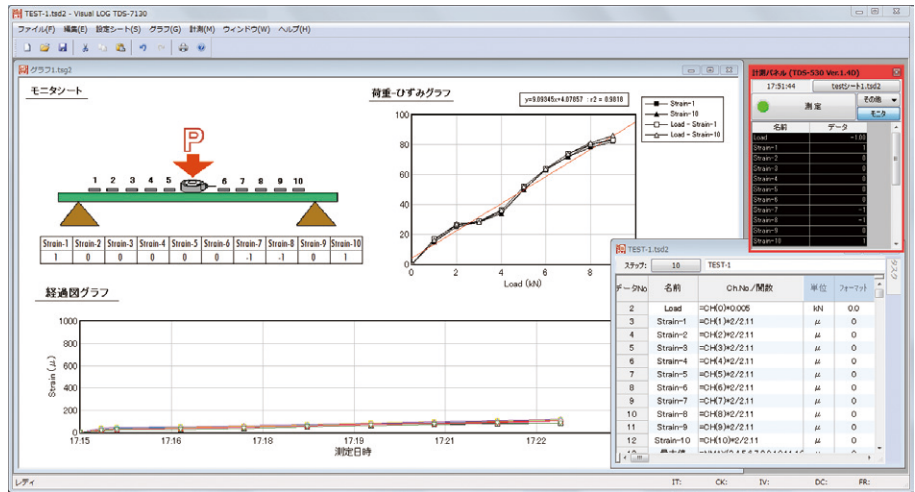 TEST-1.tsd2 - Visual LOG TDS-7130
ファイル(F) 編集(E) 設定シート(S) グラフ(G) 計測(M) ウィンドウ(W) ヘルプ(H)
グラフ1.tsg2
モニタシート
P
1 2 3 4 5 6 7 8 9 10
Strain-1 Strain-2 Strain-3 Strain-4 Strain-5 Strain-6 Strain-7 Strain-8 Strain-9 Strain-10
1 0 0 0 0 0 -1 -1 0 1
荷重-ひずみグラフ
y=9.09345x+4.07857 : r2 = 0.9818
Strain-1
Strain-10
Load - Strain-1
Load - Strain-10
100
80
60
40
20
0
0 2 4 6 8
Load (kN)
経過図グラフ
1000
800
600
400
200
0
Strain (μ)
17:15 17:16 17:18 17:19 17:21 17:22
測定日時
計測パネル (TDS-530 Ver.1.4D)
17:51:44 testシート1.tsd2
測定 その他
モニタ
名前 データ
Load -1.00
Strain-1 1
Strain-2 0
Strain-3 0
Strain-4 0
Strain-5 0
Strain-6 0
Strain-7 -1
Strain-8 -1
Strain-9 0
Strain-10 1
TEST-1.tsd2
ステップ: 10 TEST-1
タスク
データNo 名前 Ch.No./関数 単位 フォーマット
2 Load =CH(0)*0.005 kN 0.0
3 Strain-1 =CH(1)*2/2.11 μ 0
4 Strain-2 =CH(2)*2/2.11 μ 0
5 Strain-3 =CH(3)*2/2.11 μ 0
6 Strain-4 =CH(4)*2/2.11 μ 0
7 Strain-5 =CH(5)*2/2.11 μ 0
8 Strain-6 =CH(6)*2/2.11 μ 0
9 Strain-7 =CH(7)*2/2.11 μ 0
10 Strain-8 =CH(8)*2/2.11 μ 0
11 Strain-9 =CH(9)*2/2.11 μ 0
12 Strain-10 =CH(10)*2/2.11 μ 0
レディ IT: CK: IV: DC: FR: